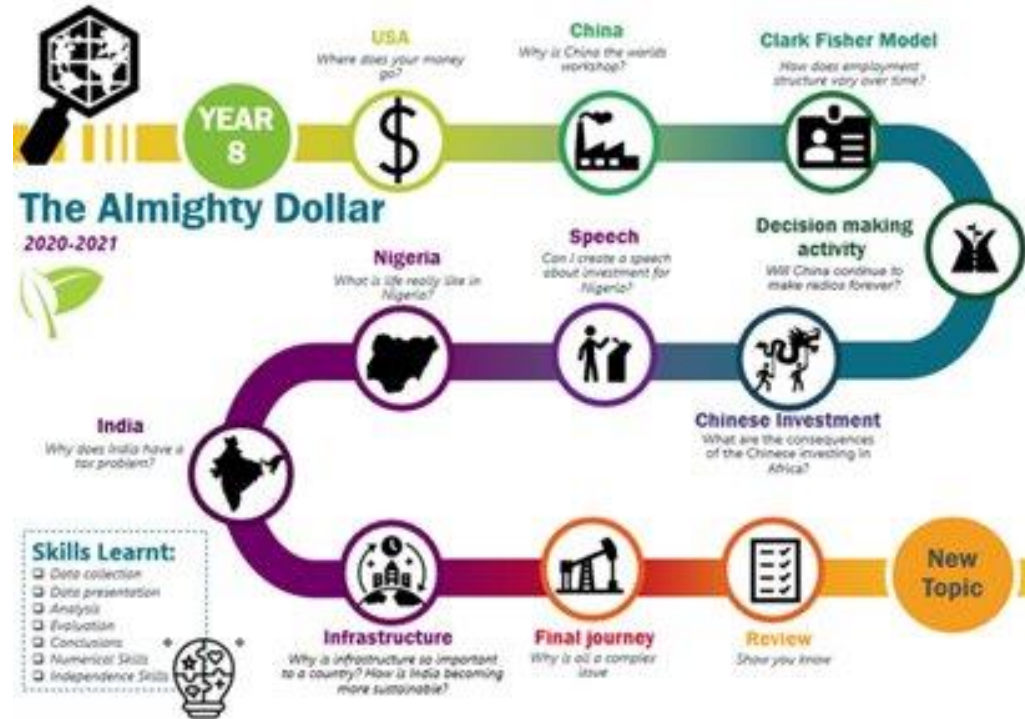 USA
Where does your money
go?
China
Why is China the worlds
workshop?
Clark Fisher Model
How does employment
structure vary over time?
YEAR
8
The Almighty Dollar
2020-2021
Decision making
activity
Will China continue to
make radios forever?
Speech
Can I create a speech
about investment for
Nigeria?
Nigeria
What is life really like in
Nigeria?
Chinese Investment
What are the consequences
of the Chinese investing in
Africa?
India
Why does India have a
tax problem?
Skills Learnt:
Data collection
Data presentation
Analysis
Evaluation
Conclusions
Numerical Skills
Independence Skills
Infrastructure
Why is infrastructure so important
to a country? How is India becoming
more sustainable?
Final journey
Why is oil a complex
issue
Review
Show you know
New
Topic